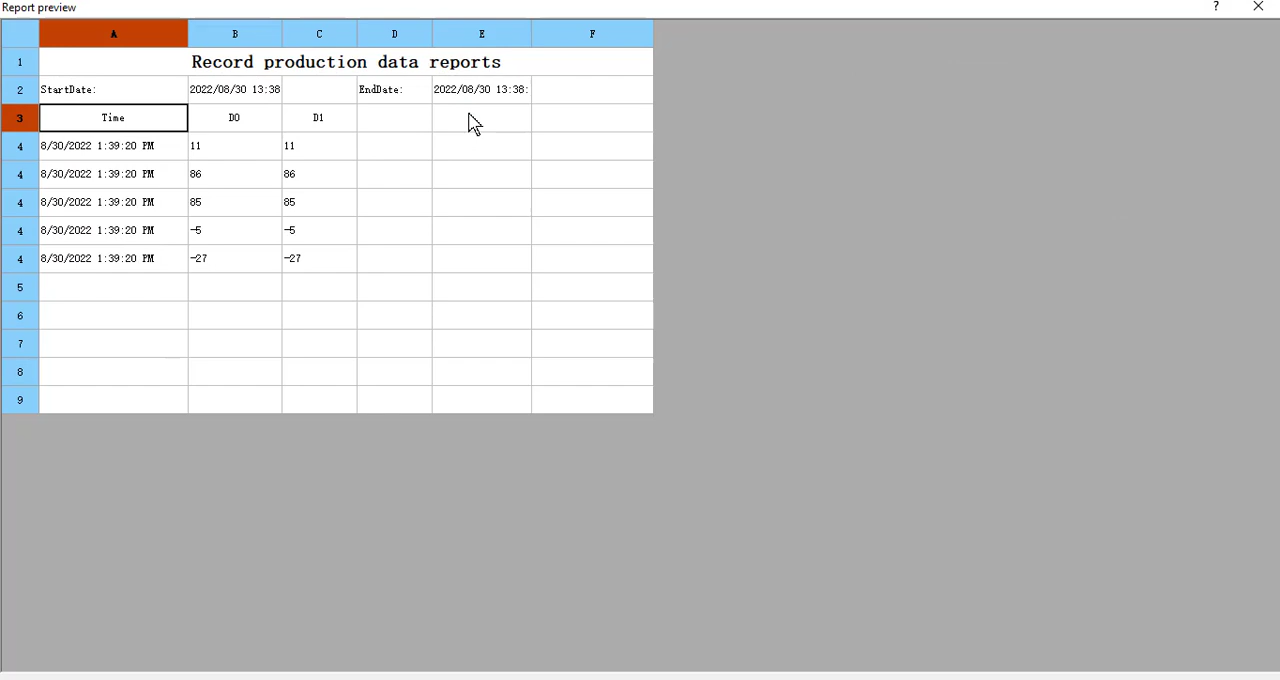 Report preview ?
A B C D E F
1 Record production data reports
2 StartDate: 2022/08/30 13:38 EndDate: 2022/08/30 13:38:
3 Time D0 D1
4 8/30/2022 1:39:20 PM 11 11
4 8/30/2022 1:39:20 PM 86 86
4 8/30/2022 1:39:20 PM 85 85
4 8/30/2022 1:39:20 PM -5 -5
4 8/30/2022 1:39:20 PM -27 -27
5
6
7
8
9